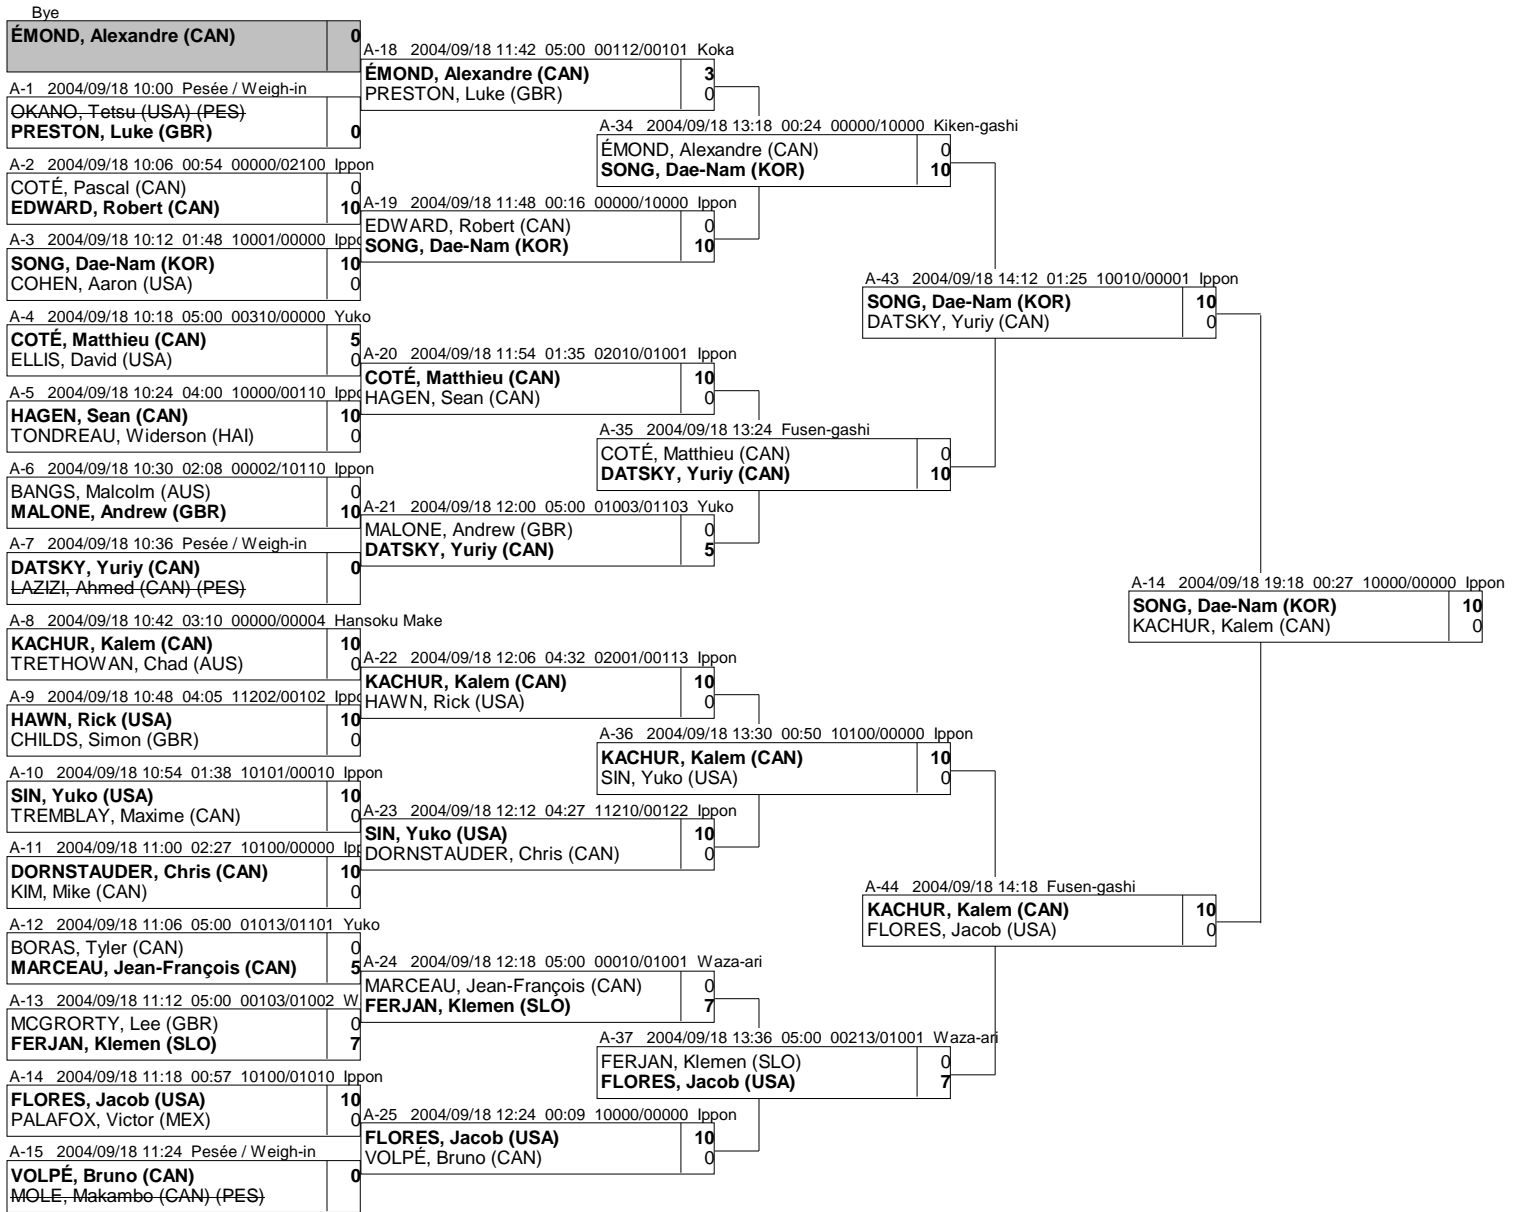 Bye
ÉMOND, Alexandre (CAN) 0
A-1 2004/09/18 10:00 Pesée / Weigh-in
OKANO, Tetsu (USA) (PES)
PRESTON, Luke (GBR) 0
A-2 2004/09/18 10:06 00:54 00000/02100 Ippon
COTÉ, Pascal (CAN) 0
EDWARD, Robert (CAN) 10
A-3 2004/09/18 10:12 01:48 10001/00000 Ippo
SONG, Dae-Nam (KOR) 10
COHEN, Aaron (USA) 0
A-4 2004/09/18 10:18 05:00 00310/00000 Yuko
COTÉ, Matthieu (CAN) 5
ELLIS, David (USA) 0
A-5 2004/09/18 10:24 04:00 10000/00110 Ippo
HAGEN, Sean (CAN) 10
TONDREAU, Widerson (HAI) 0
A-6 2004/09/18 10:30 02:08 00002/10110 Ippon
BANGS, Malcolm (AUS) 0
MALONE, Andrew (GBR) 10
A-7 2004/09/18 10:36 Pesée / Weigh-in
DATSKY, Yuriy (CAN) 0
LAZIZI, Ahmed (CAN) (PES)
A-8 2004/09/18 10:42 03:10 00000/00004 Hansoku Make
KACHUR, Kalem (CAN) 10
TRETHOWAN, Chad (AUS) 0
A-9 2004/09/18 10:48 04:05 11202/00102 Ippo
HAWN, Rick (USA) 10
CHILDS, Simon (GBR) 0
A-10 2004/09/18 10:54 01:38 10101/00010 Ippon
SIN, Yuko (USA) 10
TREMBLAY, Maxime (CAN) 0
A-11 2004/09/18 11:00 02:27 10100/00000 Ipp
DORNSTAUDER, Chris (CAN) 10
KIM, Mike (CAN) 0
A-12 2004/09/18 11:06 05:00 01013/01101 Yuko
BORAS, Tyler (CAN) 0
MARCEAU, Jean-François (CAN) 5
A-13 2004/09/18 11:12 05:00 00103/01002 W
MCGRORTY, Lee (GBR) 0
FERJAN, Klemen (SLO) 7
A-14 2004/09/18 11:18 00:57 10100/01010 Ippon
FLORES, Jacob (USA) 10
PALAFOX, Victor (MEX) 0
A-15 2004/09/18 11:24 Pesée / Weigh-in
VOLPÉ, Bruno (CAN) 0
MOLE, Makambo (CAN) (PES)
A-18 2004/09/18 11:42 05:00 00112/00101 Koka
ÉMOND, Alexandre (CAN) 3
PRESTON, Luke (GBR) 0
A-19 2004/09/18 11:48 00:16 00000/10000 Ippon
EDWARD, Robert (CAN) 0
SONG, Dae-Nam (KOR) 10
A-20 2004/09/18 11:54 01:35 02010/01001 Ippon
COTÉ, Matthieu (CAN) 10
HAGEN, Sean (CAN) 0
A-21 2004/09/18 12:00 05:00 01003/01103 Yuko
MALONE, Andrew (GBR) 0
DATSKY, Yuriy (CAN) 5
A-22 2004/09/18 12:06 04:32 02001/00113 Ippon
KACHUR, Kalem (CAN) 10
HAWN, Rick (USA) 0
A-23 2004/09/18 12:12 04:27 11210/00122 Ippon
SIN, Yuko (USA) 10
DORNSTAUDER, Chris (CAN) 0
A-24 2004/09/18 12:18 05:00 00010/01001 Waza-ari
MARCEAU, Jean-François (CAN) 0
FERJAN, Klemen (SLO) 7
A-25 2004/09/18 12:24 00:09 10000/00000 Ippon
FLORES, Jacob (USA) 10
VOLPÉ, Bruno (CAN) 0
A-34 2004/09/18 13:18 00:24 00000/10000 Kiken-gashi
ÉMOND, Alexandre (CAN) 0
SONG, Dae-Nam (KOR) 10
A-35 2004/09/18 13:24 Fusen-gashi
COTÉ, Matthieu (CAN) 0
DATSKY, Yuriy (CAN) 10
A-36 2004/09/18 13:30 00:50 10100/00000 Ippon
KACHUR, Kalem (CAN) 10
SIN, Yuko (USA) 0
A-37 2004/09/18 13:36 05:00 00213/01001 Waza-ari
FERJAN, Klemen (SLO) 0
FLORES, Jacob (USA) 7
A-43 2004/09/18 14:12 01:25 10010/00001 Ippon
SONG, Dae-Nam (KOR) 10
DATSKY, Yuriy (CAN) 0
A-44 2004/09/18 14:18 Fusen-gashi
KACHUR, Kalem (CAN) 10
FLORES, Jacob (USA) 0
A-14 2004/09/18 19:18 00:27 10000/00000 Ippon
SONG, Dae-Nam (KOR) 10
KACHUR, Kalem (CAN) 0